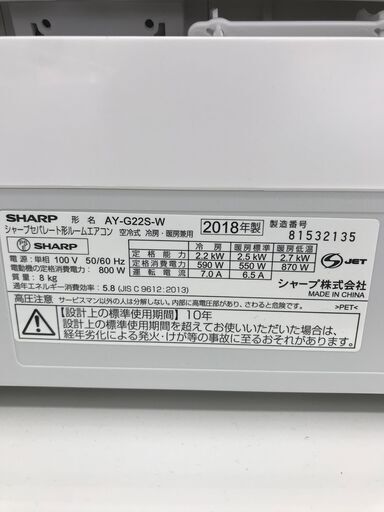 SHARP 形名 AY-G22S-W
シャープセパレート形ルームエアコン 空冷式 冷房・暖房兼用
2018年製
製造番号
81532135
SHARP
電源:単相 100 V 50/60 Hz
電動機の定格消費電力: 800 W
質量: 8 kg
冷房 暖房標準 暖房低温
定格能力 2.2 kW 2.5 kW 2.7 kW
定格消費電力 590 W 550 W 870 W
運転電流 7.0 A 6.5 A
S JET
通年エネルギー消費効率: 5.8 (JIS C 9612:2013)
シャープ株式会社
MADE IN CHINA
高圧注意 サービスマン以外の人は分解しない。内部に高電圧部があり、さわると危険です。
>PET<
【設計上の標準使用期間】10年
設計上の標準使用期間を超えてお使いいただいた場合は、
経年劣化による発火・けが等の事故に至るおそれがあります。